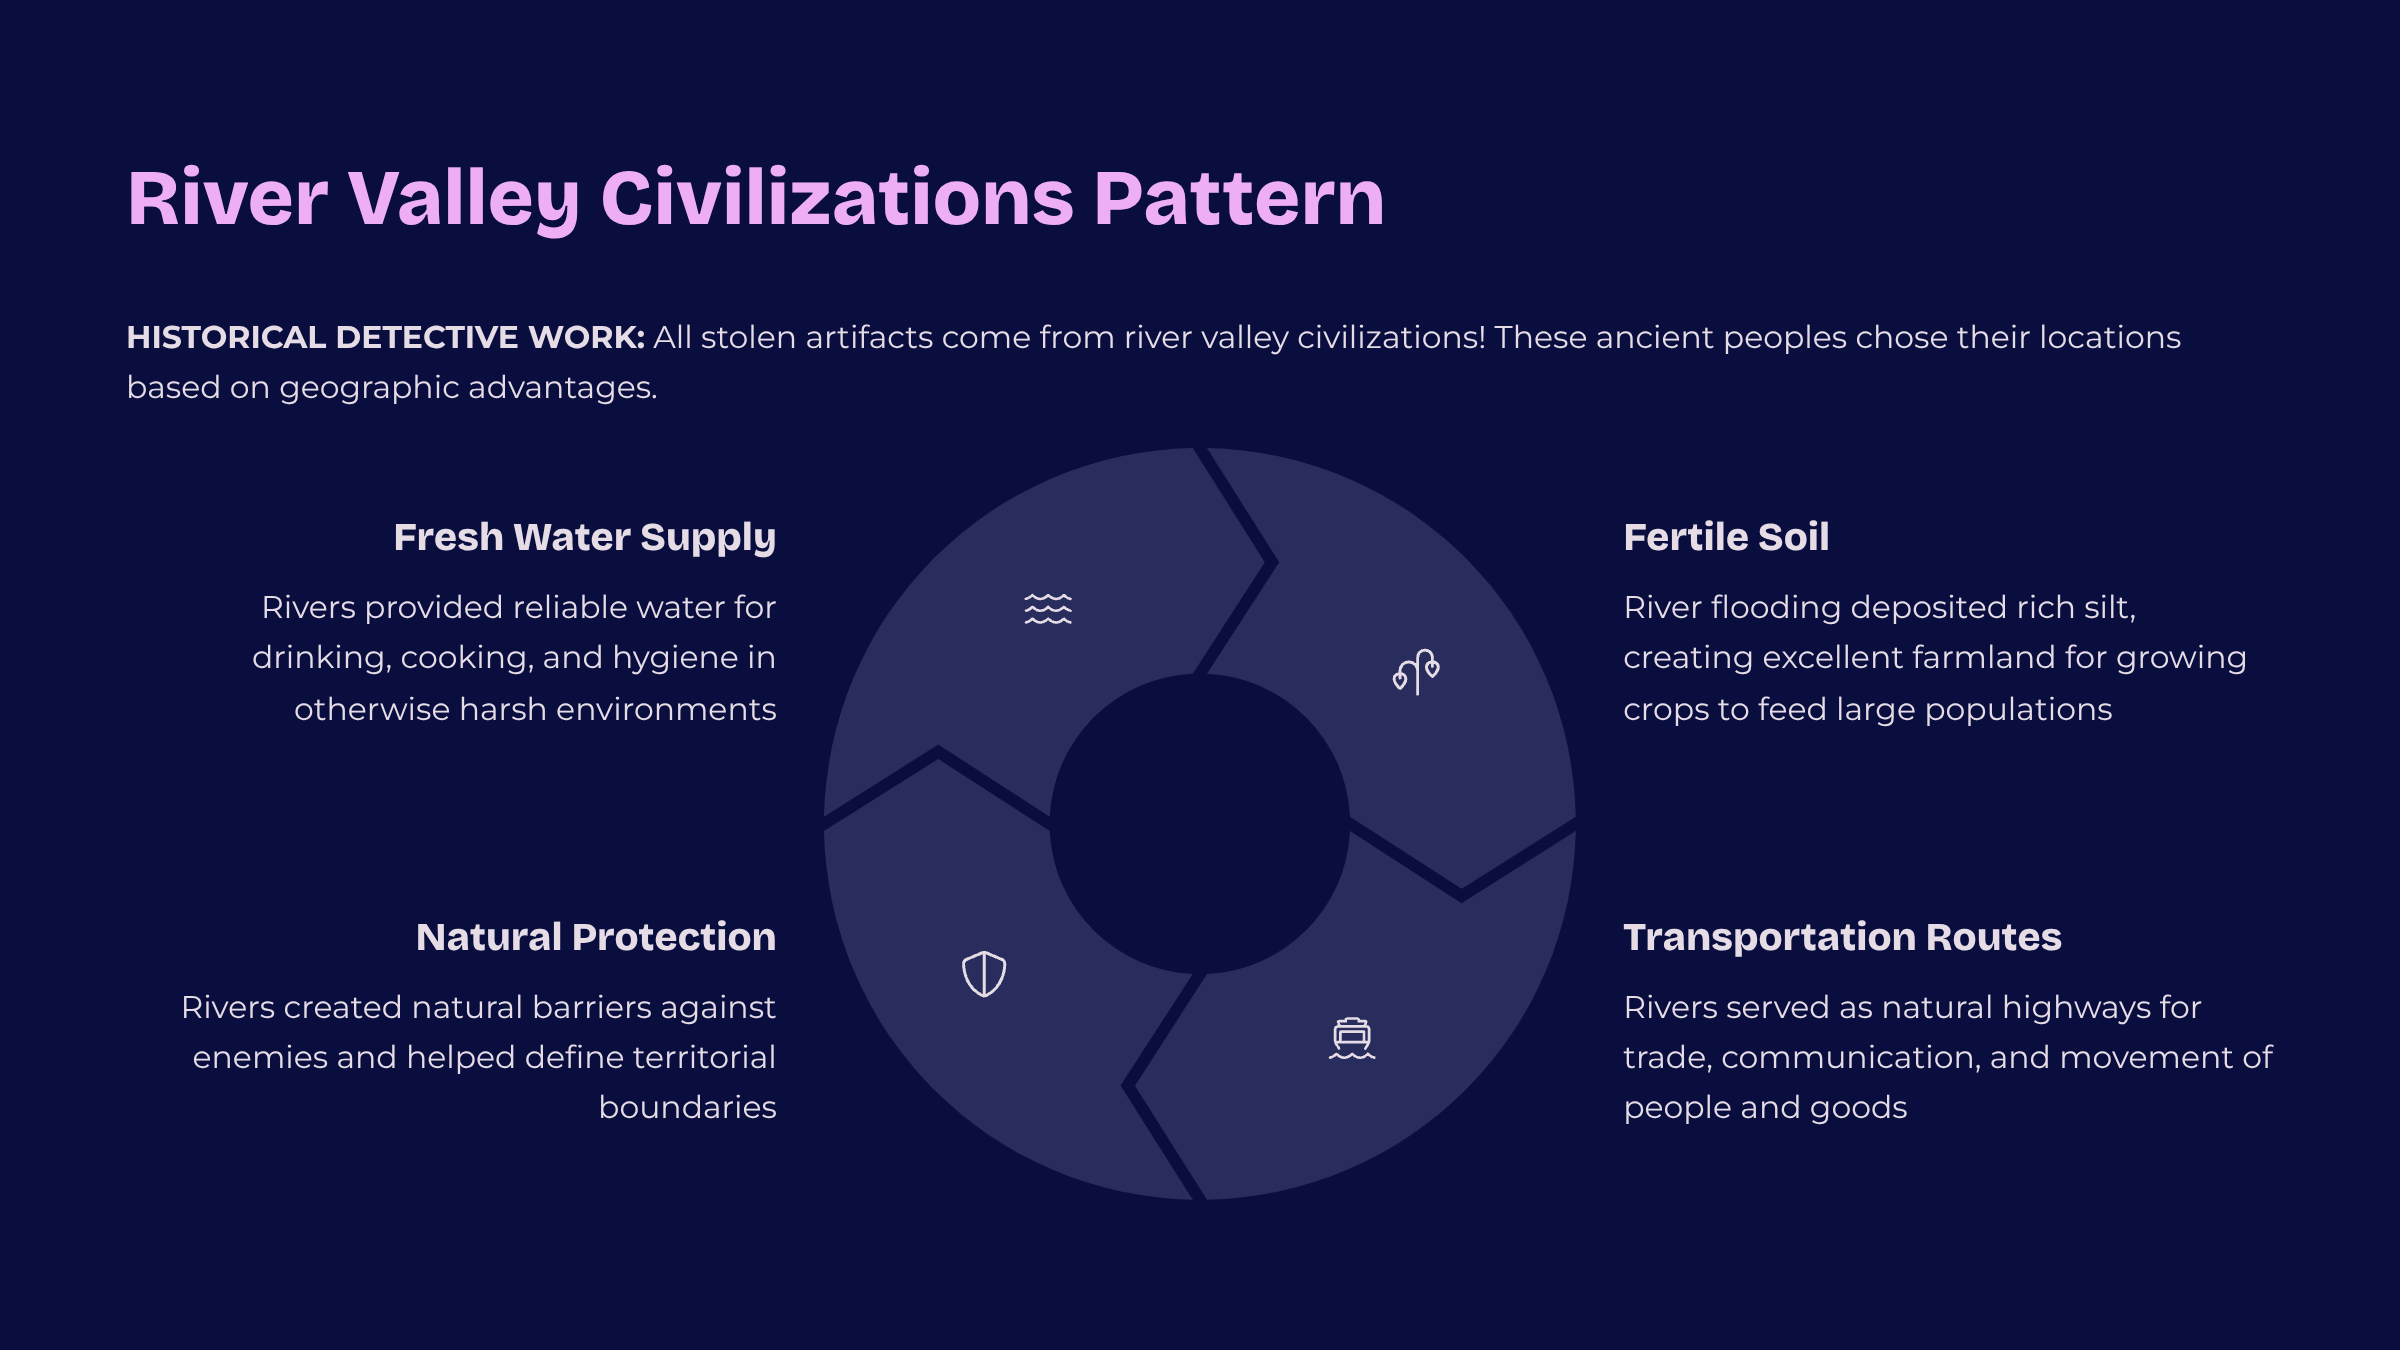 River Valley Civilizations Pattern
HISTORICAL DETECTIVE WORK: All stolen artifacts come from river valley civilizations! These ancient peoples chose their locations
based on geographic advantages.
Fresh Water Supply
Rivers provided reliable water for
drinking, cooking, and hygiene in
otherwise harsh environments
Fertile Soil
River flooding deposited rich silt,
creating excellent farmland for growing
crops to feed large populations
Natural Protection
Rivers created natural barriers against
enemies and helped define territorial
boundaries
Transportation Routes
Rivers served as natural highways for
trade, communication, and movement of
people and goods